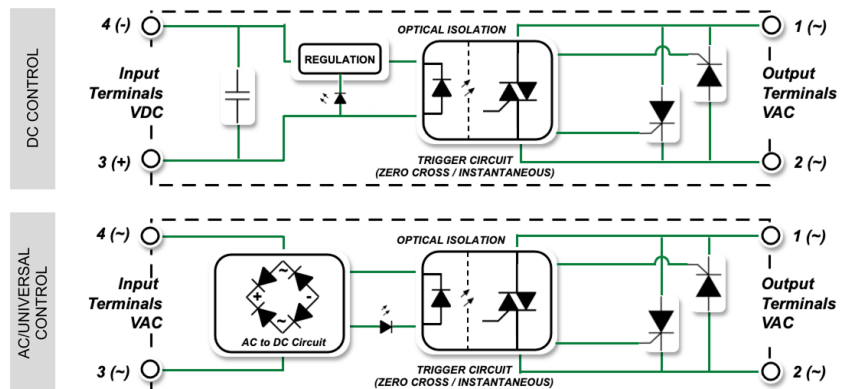 DC CONTROL
4 (-)
OPTICAL ISOLATION
1 (~)
REGULATION
Input
Terminals
VDC
Output
Terminals
VAC
3 (+)
TRIGGER CIRCUIT
(ZERO CROSS / INSTANTANEOUS)
2 (~)
AC/UNIVERSAL
CONTROL
4 (~)
OPTICAL ISOLATION
1 (~)
Input
Terminals
VAC
~
+
-
~
AC to DC Circuit
Output
Terminals
VAC
3 (~)
TRIGGER CIRCUIT
(ZERO CROSS / INSTANTANEOUS)
2 (~)